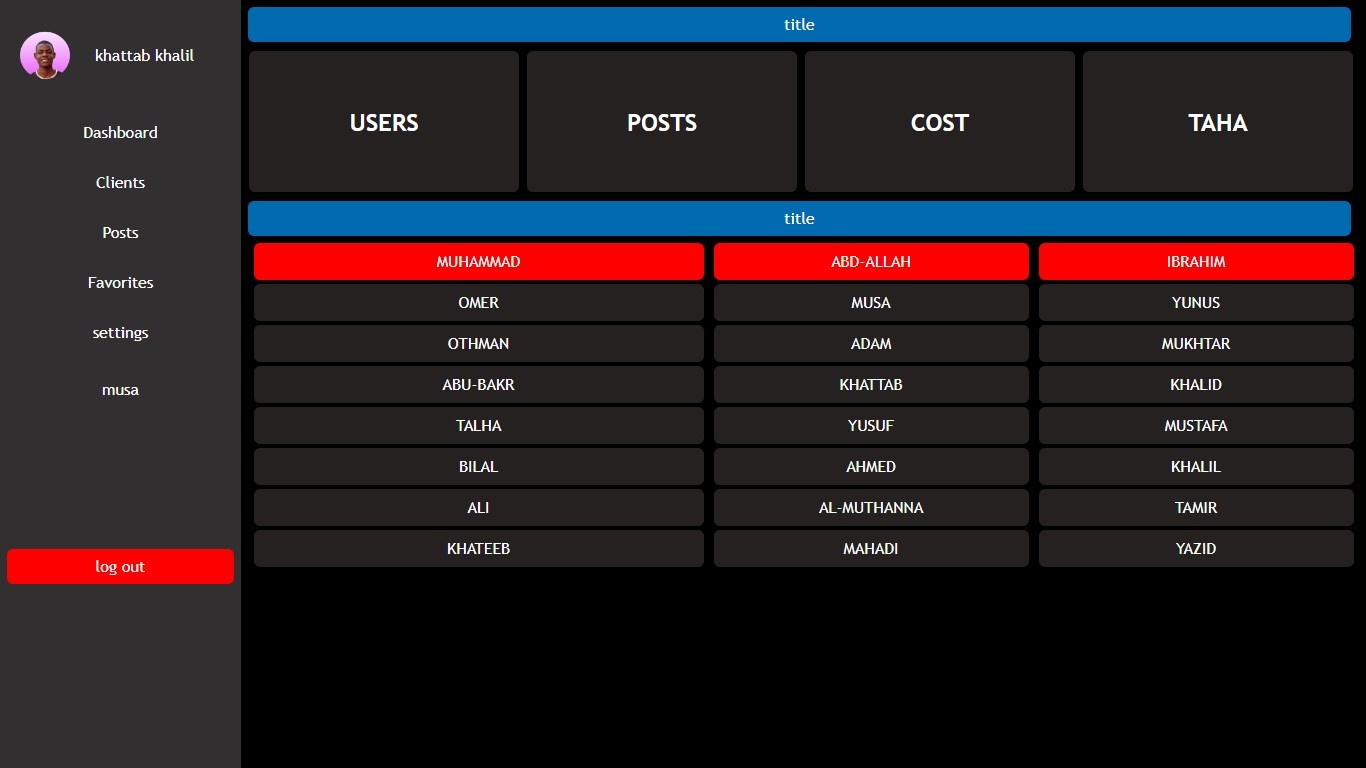 khattab khalil
Dashboard
Clients
Posts
Favorites
settings
musa
log out
title
USERS POSTS COST TAHA
title
MUHAMMAD ABD-ALLAH IBRAHIM
OMER MUSA YUNUS
OTHMAN ADAM MUKHTAR
ABU-BAKR KHATTAB KHALID
TALHA YUSUF MUSTAFA
BILAL AHMED KHALIL
ALI AL-MUTHANNA TAMIR
KHATEEB MAHADI YAZID